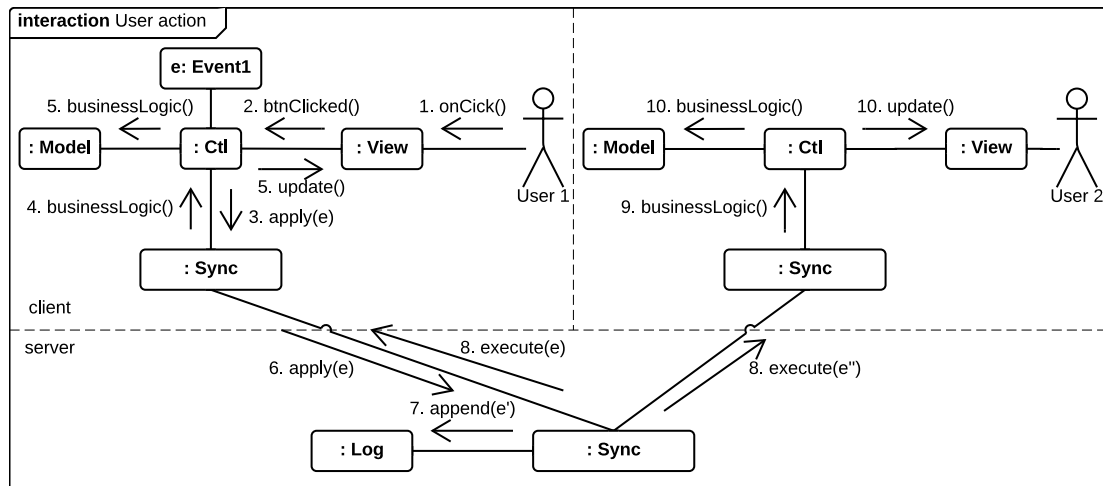 interaction User action
e: Event1
5. businessLogic()
2. btnClicked()
1. onCick()
10. businessLogic()
10. update()
: Model
: Ctl
: View
: Model
: Ctl
: View
5. update()
User 1
User 2
4. businessLogic()
3. apply(e)
9. businessLogic()
: Sync
: Sync
client
server
8. execute(e)
6. apply(e)
8. execute(e'')
7. append(e')
: Log
: Sync